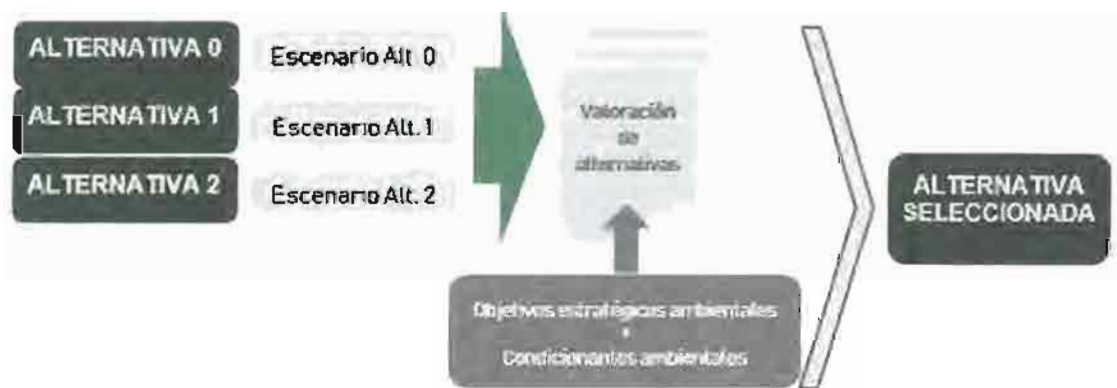 ALTERNATIVA 0
Escenario Alt. 0
ALTERNATIVA 1
Escenario Alt. 1
ALTERNATIVA 2
Escenario Alt. 2
Valoración
de
alternativas
Objetivos estratégicos ambientales
+
Condicionantes ambientales
ALTERNATIVA
SELECCIONADA